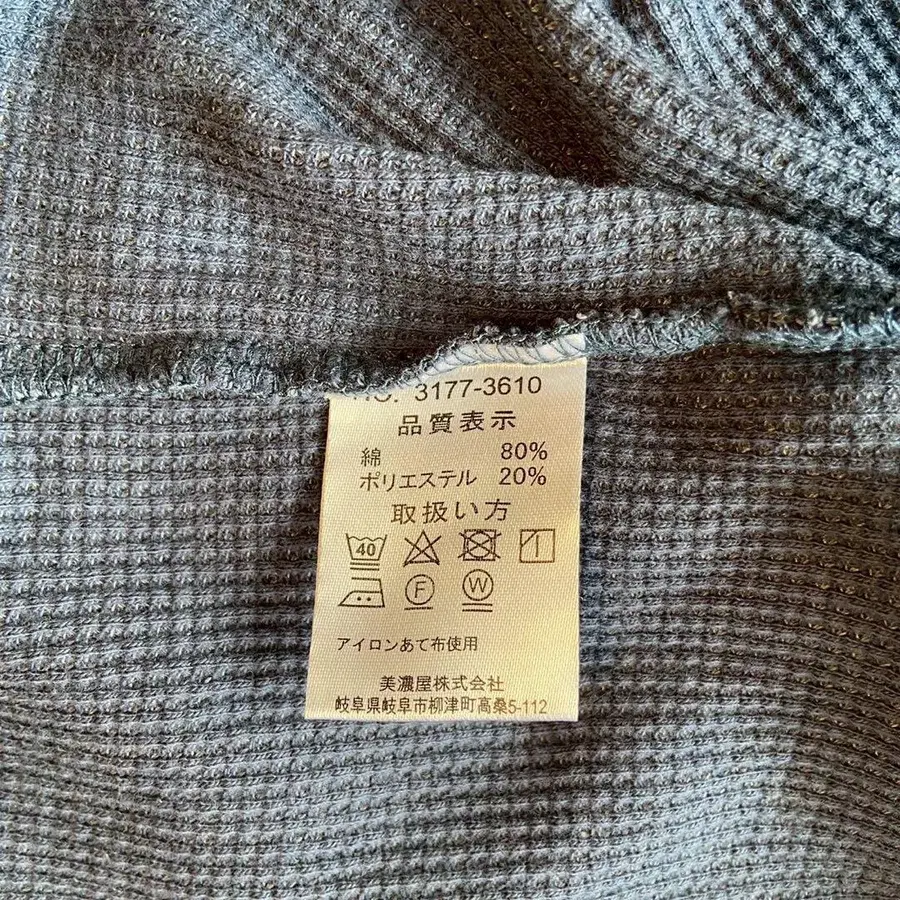 NO. 3177-3610
品質表示
綿 80%
ポリエステル 20%
取扱い方
40
F W
アイロンあて布使用
美濃屋株式会社
岐阜県岐阜市柳津町高桑5-112